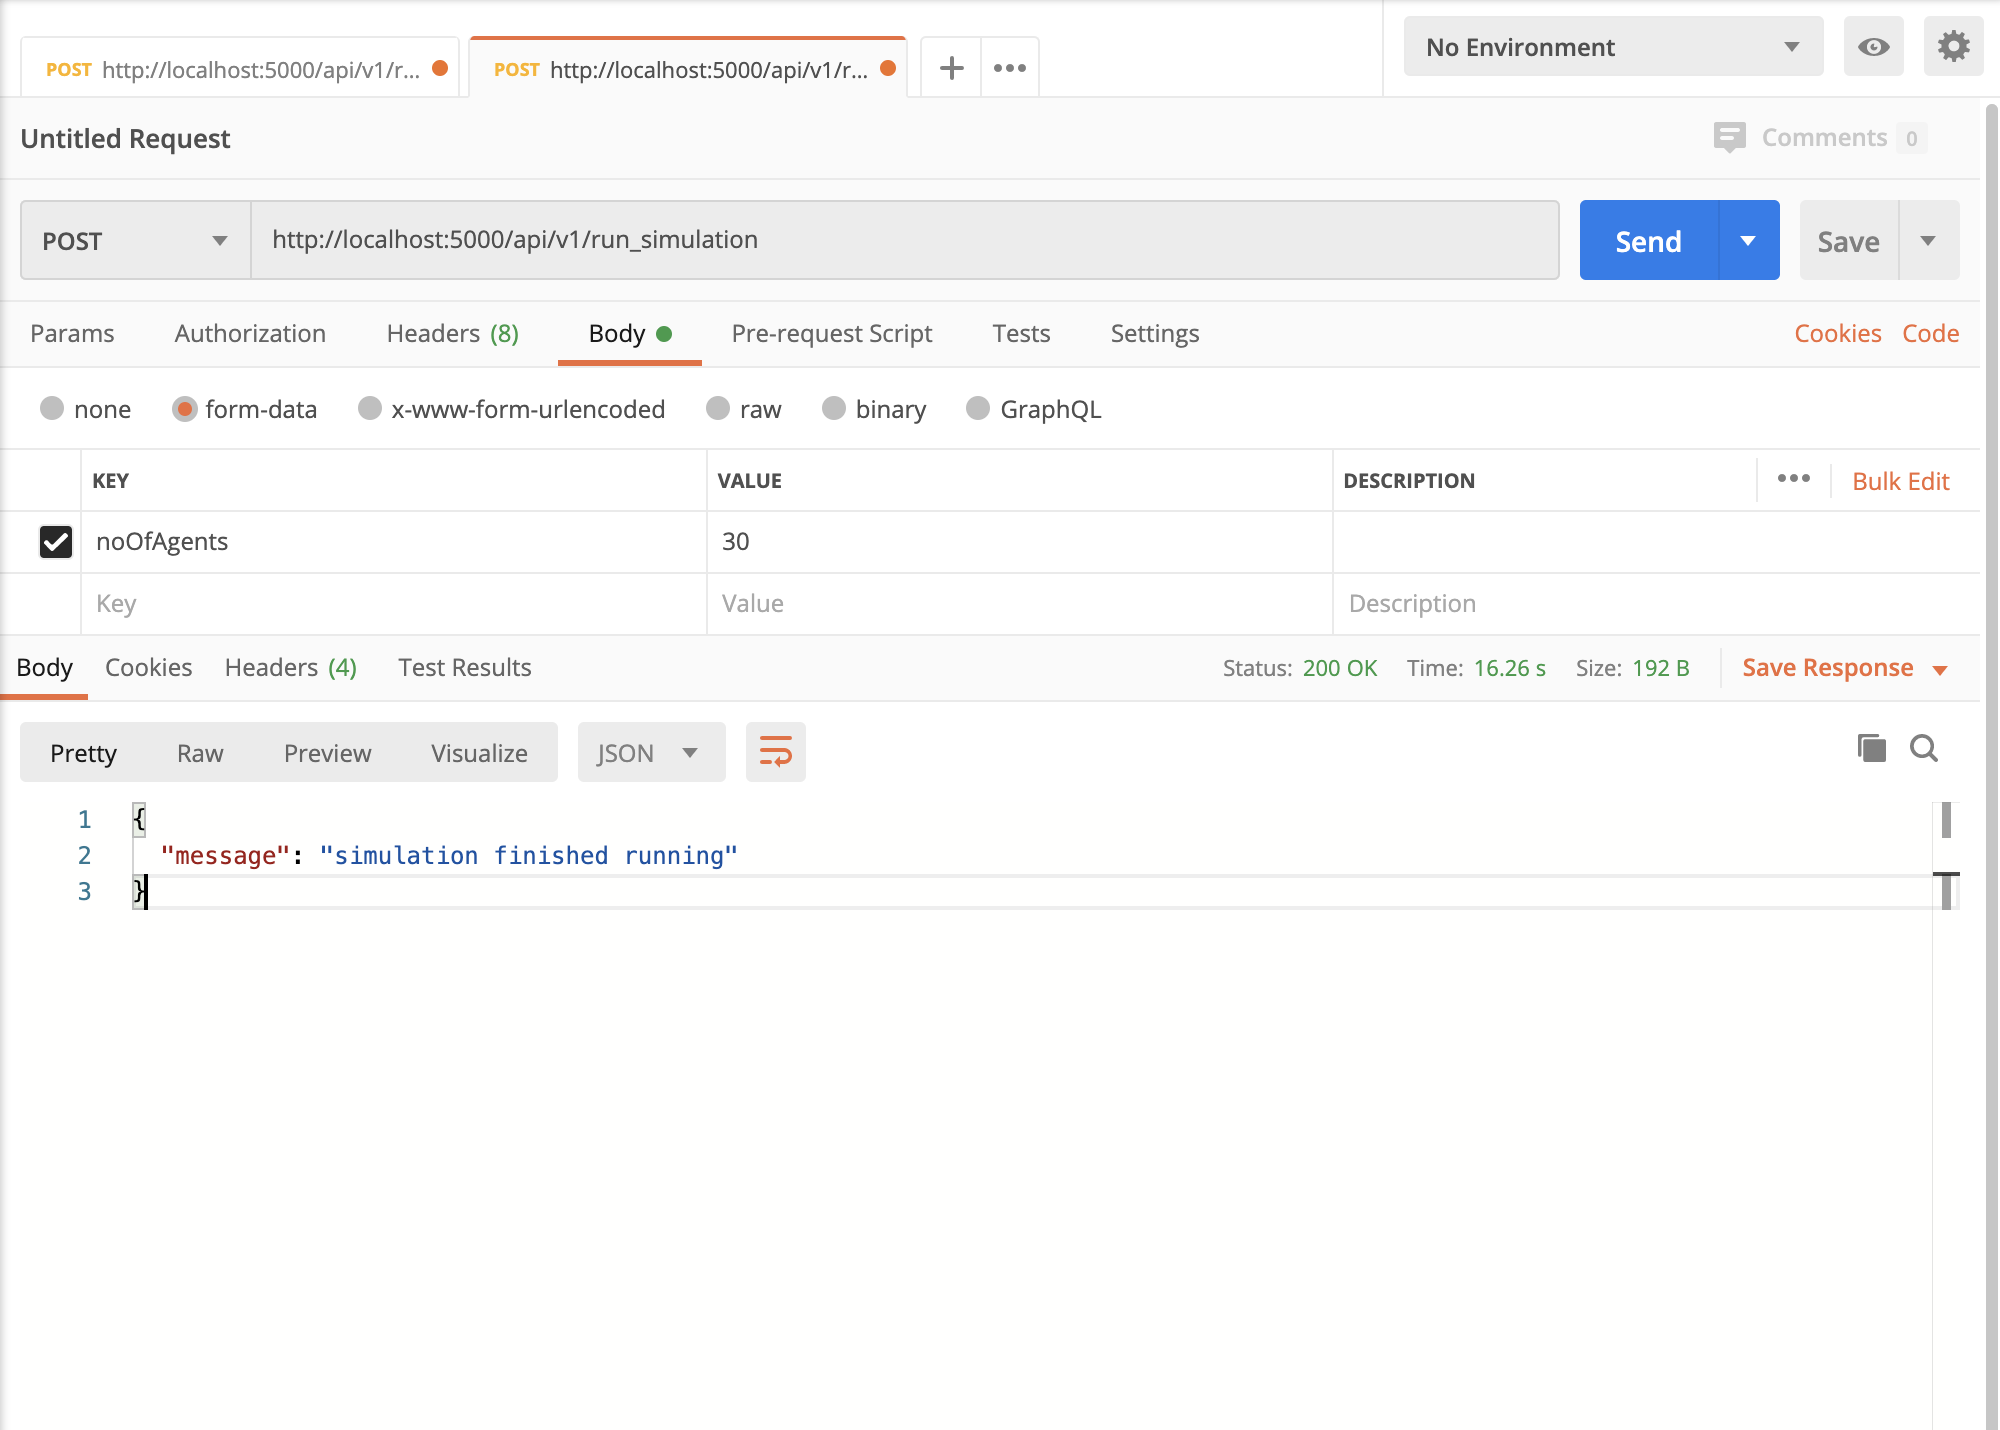 POST http://localhost:5000/api/v1/r... POST http://localhost:5000/api/v1/r... No Environment
Untitled Request Comments 0
POST http://localhost:5000/api/v1/run_simulation Send Save
Params Authorization Headers (8) Body Pre-request Script Tests Settings Cookies Code
none form-data x-www-form-urlencoded raw binary GraphQL
KEY VALUE DESCRIPTION Bulk Edit
noOfAgents 30
Key Value Description
Body Cookies Headers (4) Test Results Status: 200 OK Time: 16.26 s Size: 192 B Save Response
Pretty Raw Preview Visualize JSON
1 {
2 "message": "simulation finished running"
3 }